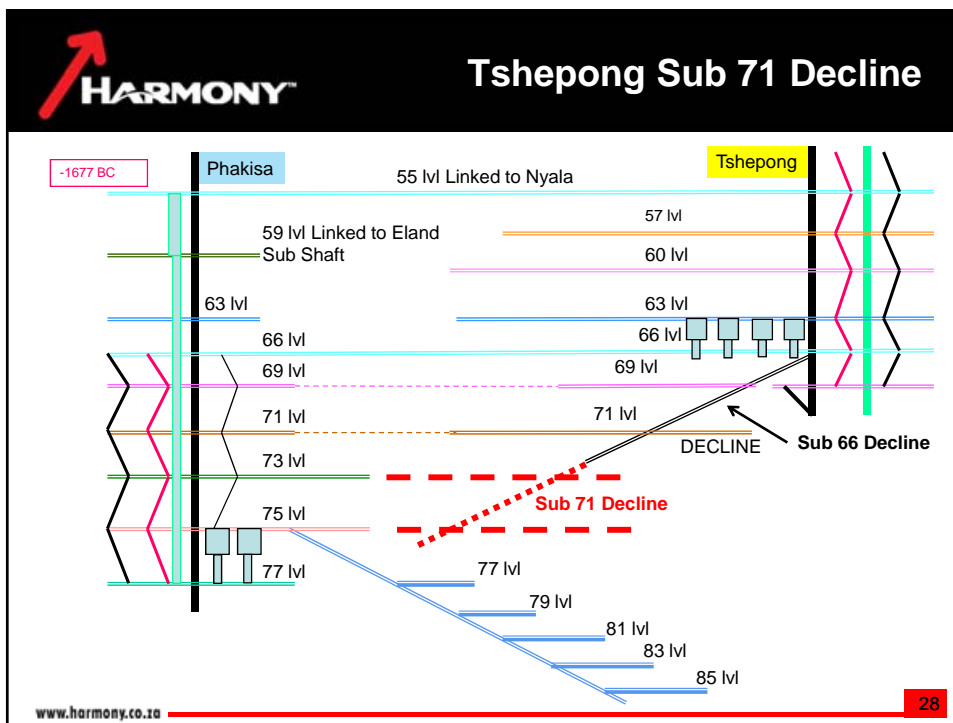 HARMONY™
Tshepong Sub 71 Decline
-1677 BC
Phakisa
Tshepong
55 lvl Linked to Nyala
57 lvl
59 lvl Linked to Eland
Sub Shaft
60 lvl
63 lvl
63 lvl
66 lvl
66 lvl
69 lvl
69 lvl
71 lvl
71 lvl
DECLINE
Sub 66 Decline
73 lvl
Sub 71 Decline
75 lvl
77 lvl
77 lvl
79 lvl
81 lvl
83 lvl
85 lvl
www.harmony.co.za
28